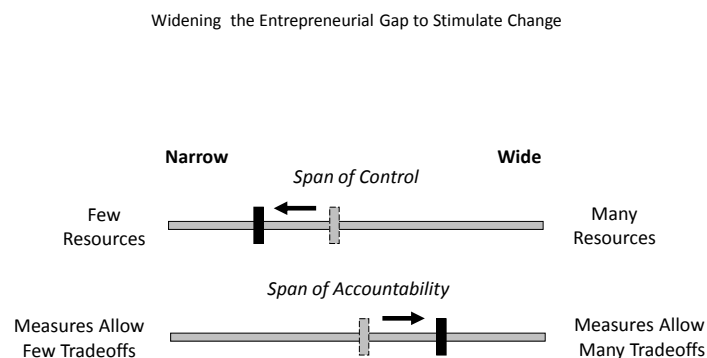 Widening  the Entrepreneurial Gap to Stimulate Change
Narrow
Wide
Span of Control
Few
Resources
Many
Resources
Span of Accountability
Measures Allow
Few Tradeoffs
Measures Allow
Many Tradeoffs